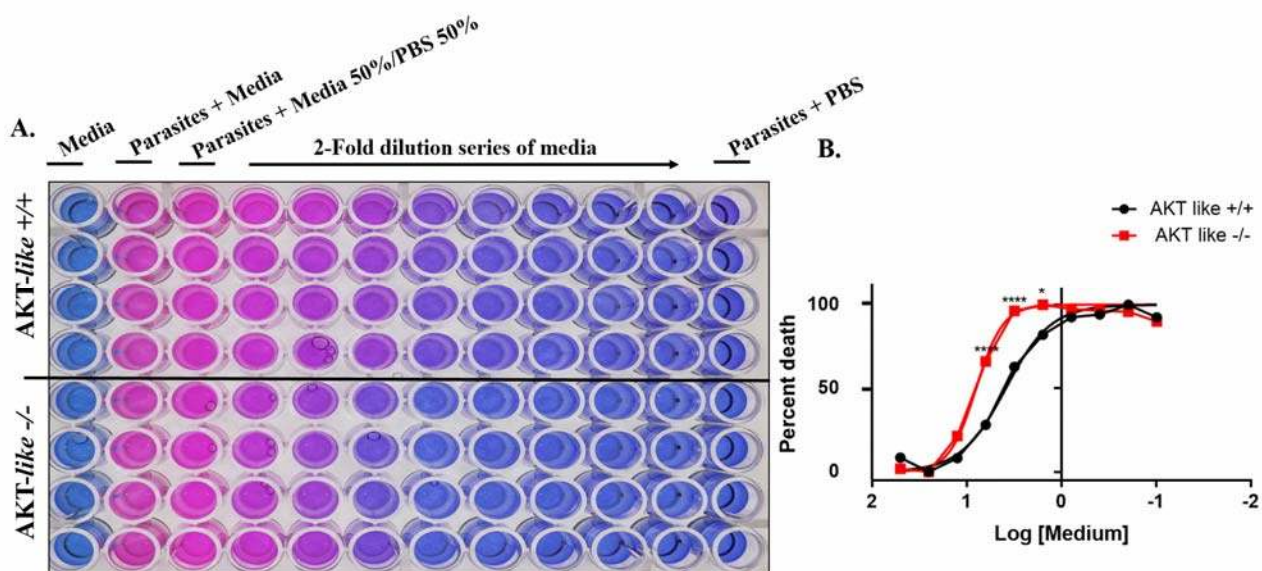 A.
Media
Parasites + Media
Parasites + Media 50%/PBS 50%
2-Fold dilution series of media
Parasites + PBS
AKT-like +/+
AKT-like -/-
B.
AKT like +/+
AKT like -/-
****
*
****
100
50
0
Percent death
2 1 0 -1 -2
Log [Medium]